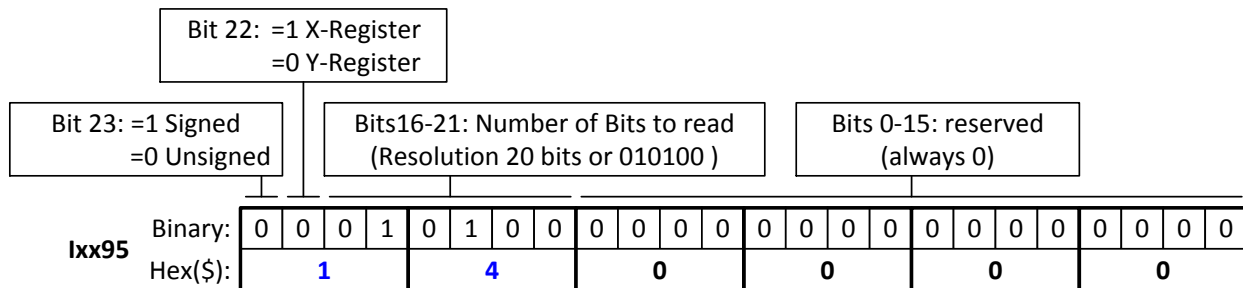 Bit 22: =1 X-Register
=0 Y-Register
Bit 23: =1 Signed
=0 Unsigned
Bits16-21: Number of Bits to read
(Resolution 20 bits or 010100 )
Bits 0-15: reserved
(always 0)
Ixx95
Binary: 0 0 0 1 0 1 0 0 0 0 0 0 0 0 0 0 0 0 0 0 0 0 0 0
Hex($): 1 4 0 0 0 0